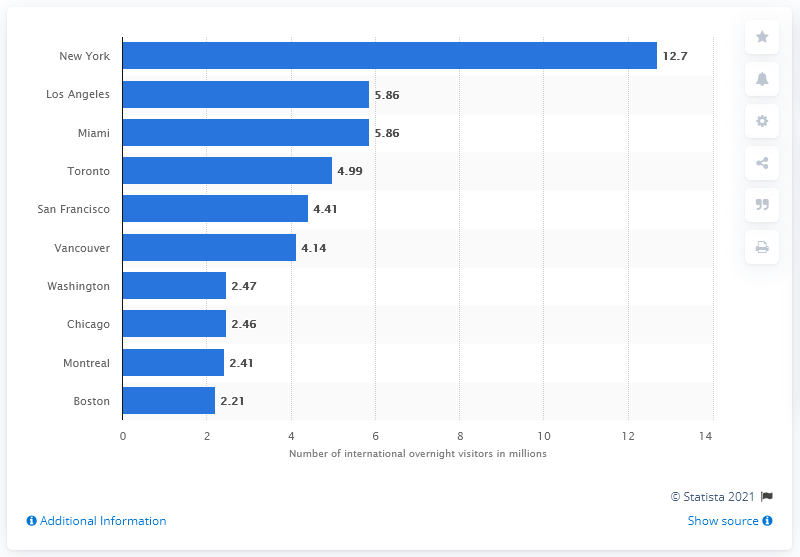 New York 12.7
Los Angeles 5.86
Miami 5.86
Toronto 4.99
San Francisco 4.41
Vancouver 4.14
Washington 2.47
Chicago 2.46
Montreal 2.41
Boston 2.21
0 2 4 6 8 10 12 14
Number of international overnight visitors in millions
© Statista 2021
Additional Information Show source